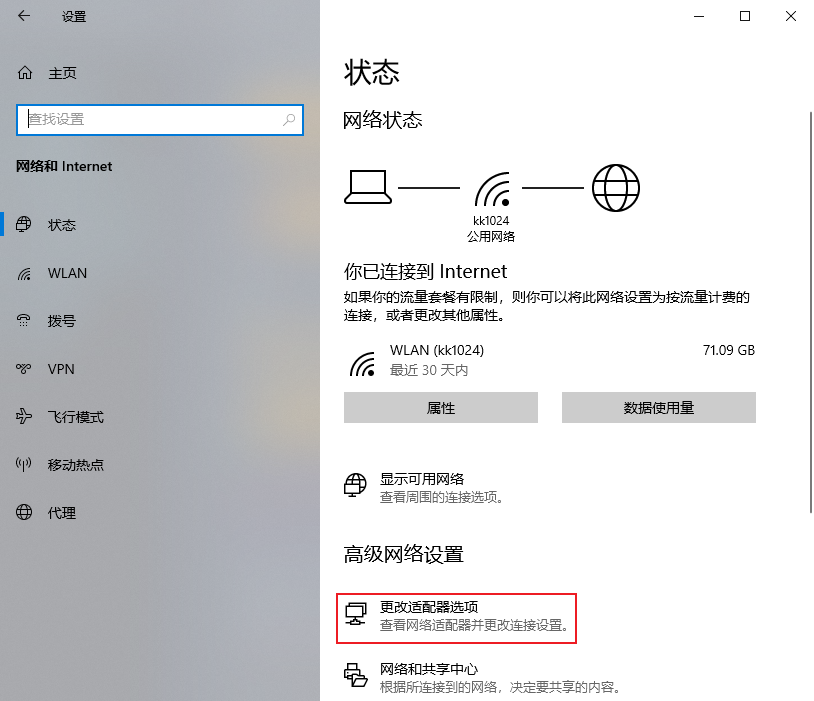 设置
主页
查找设置
网络和 Internet
状态
WLAN
拨号
VPN
飞行模式
移动热点
代理
状态
网络状态
kk1024
公用网络
你已连接到 Internet
如果你的流量套餐有限制，则你可以将此网络设置为按流量计费的
连接，或者更改其他属性。
WLAN (kk1024) 71.09 GB
最近 30 天内
属性 数据使用量
显示可用网络
查看周围的连接选项。
高级网络设置
更改适配器选项
查看网络适配器并更改连接设置。
网络和共享中心
根据所连接到的网络，决定要共享的内容。